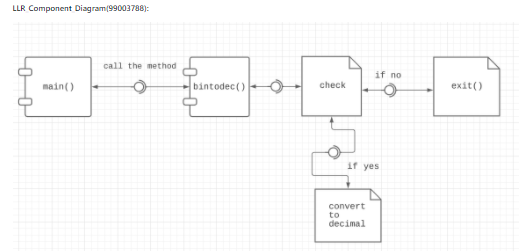 LLR Component Diagram(99003788):
call the method
if no
main()
bintodec()
check
exit()
if yes
convert
to
decimal